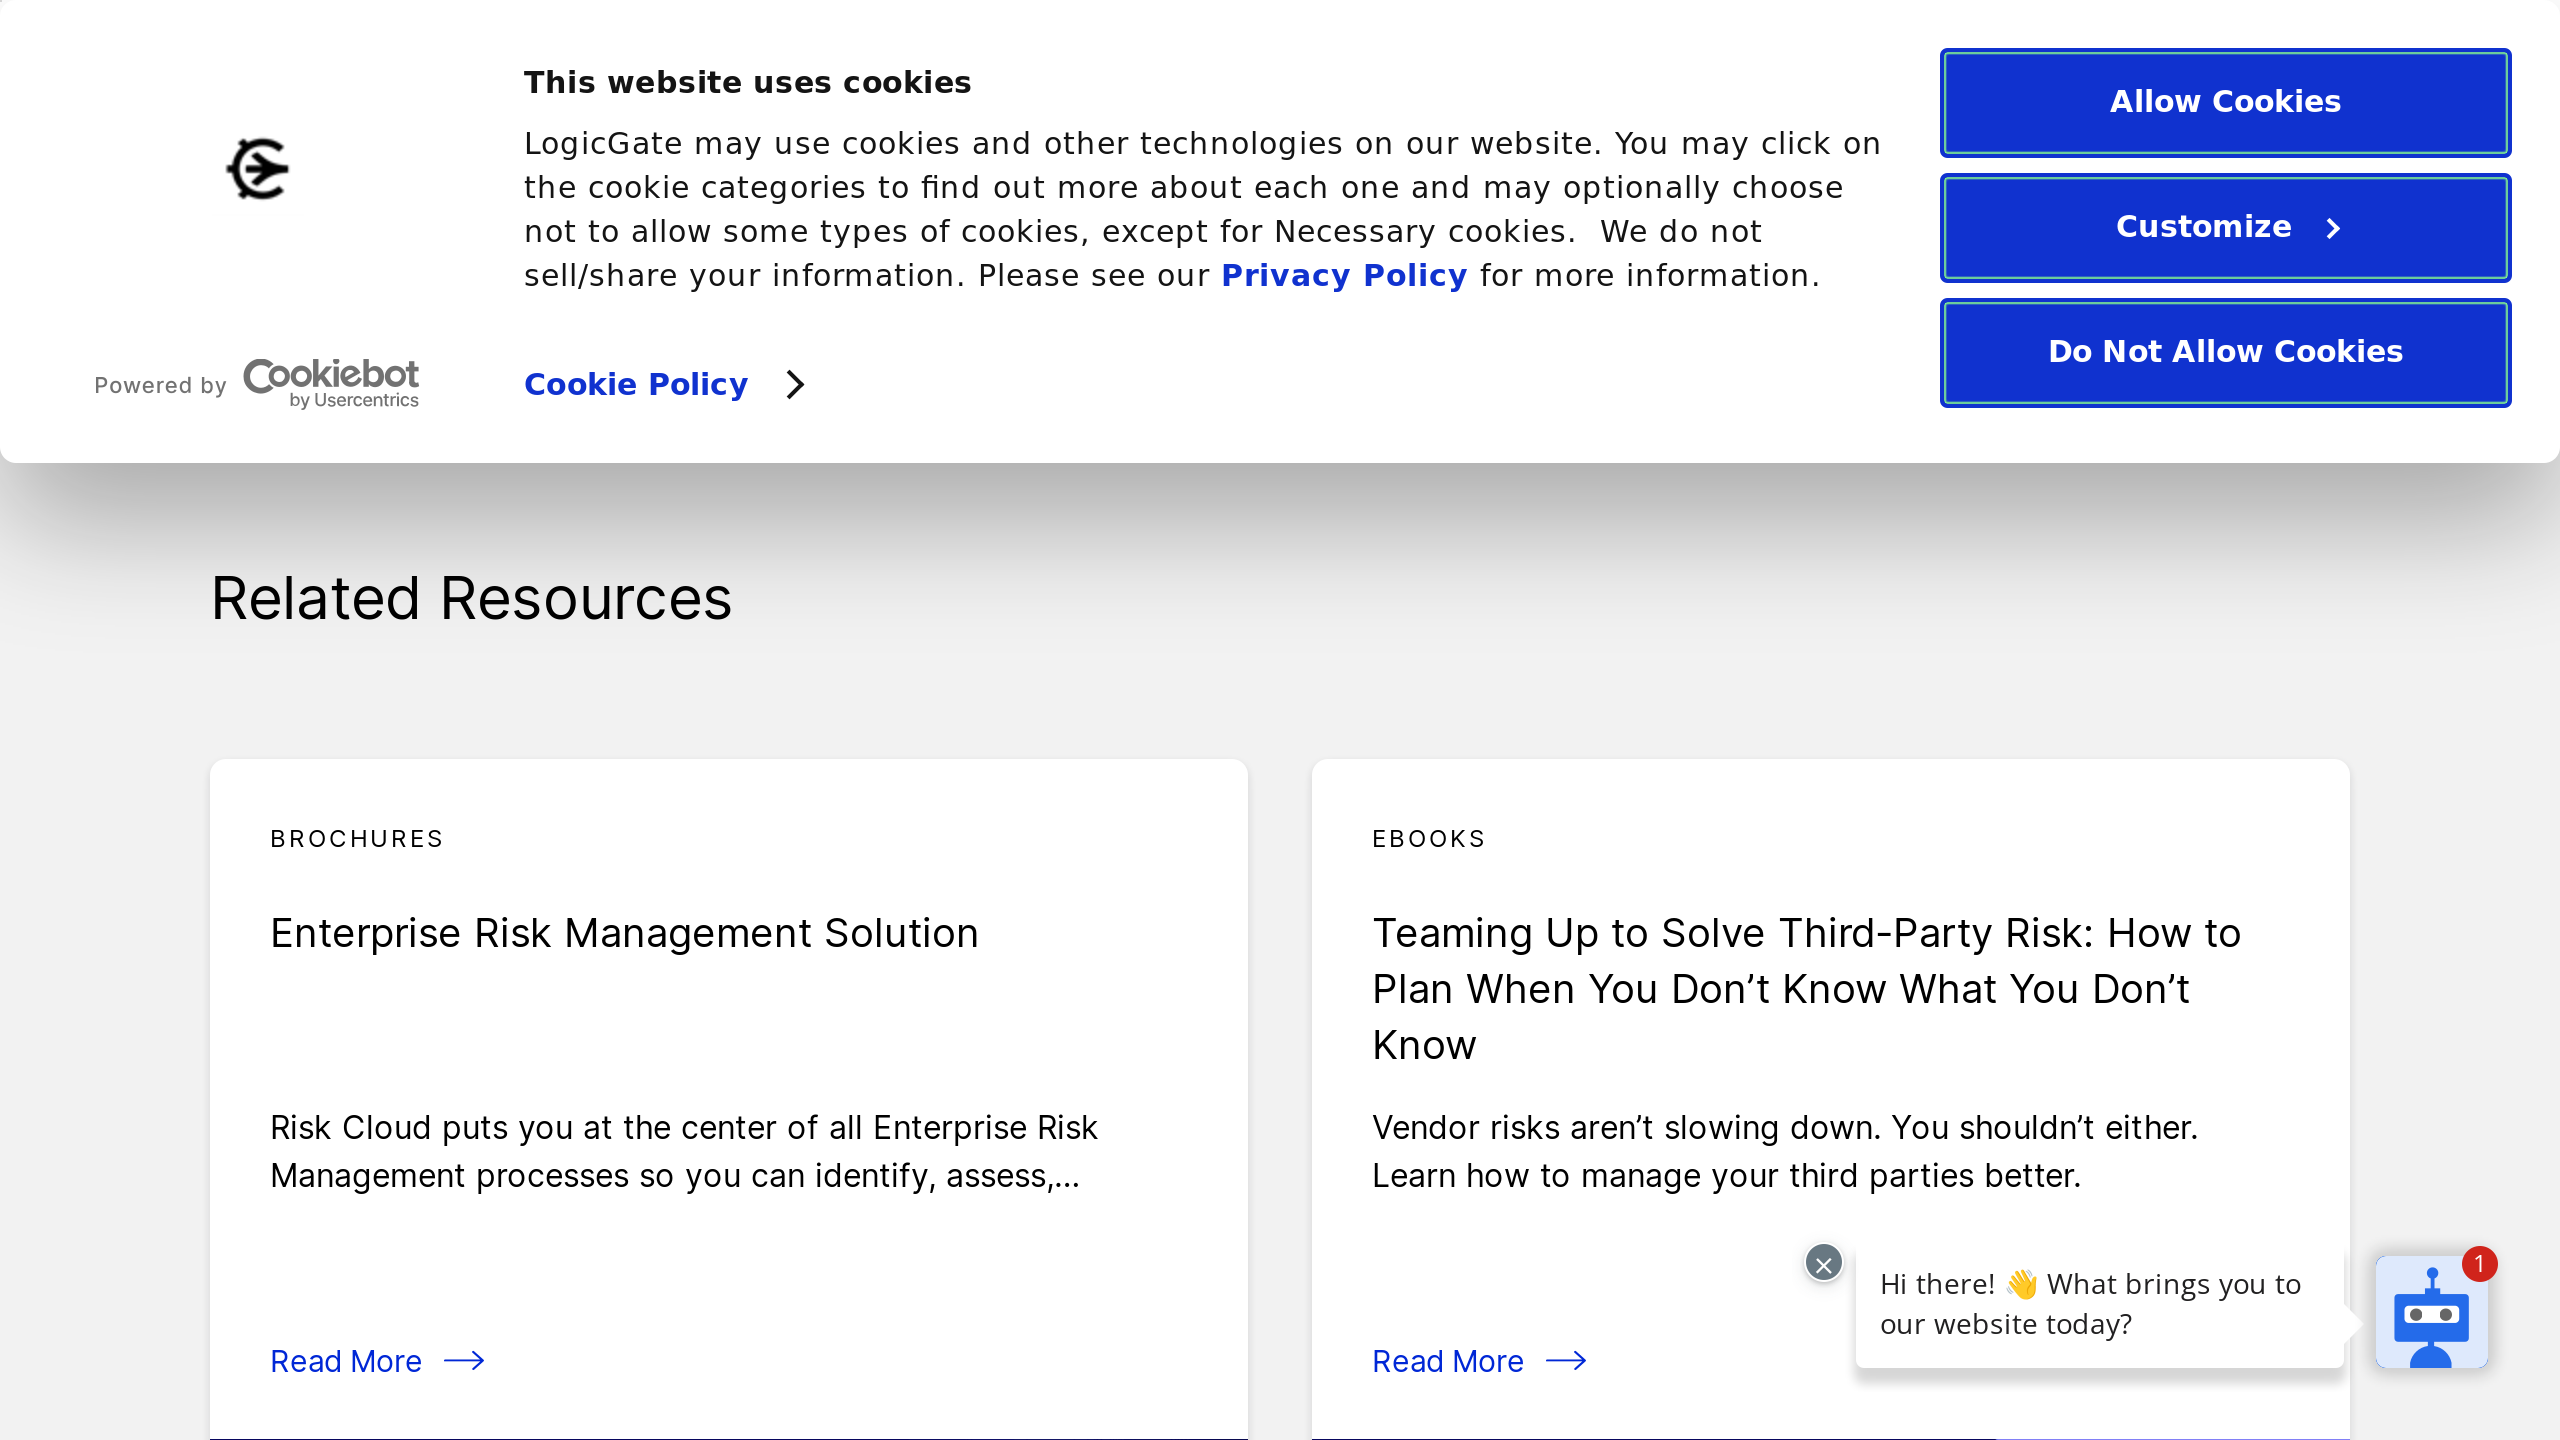 This website uses cookies
LogicGate may use cookies and other technologies on our website. You may click on
the cookie categories to find out more about each one and may optionally choose
not to allow some types of cookies, except for Necessary cookies.  We do not
sell/share your information. Please see our Privacy Policy for more information.
Powered by Cookiebot
by Usercentrics
Cookie Policy
Allow Cookies
Customize
Do Not Allow Cookies
Related Resources
BROCHURES
Enterprise Risk Management Solution
Risk Cloud puts you at the center of all Enterprise Risk
Management processes so you can identify, assess,...
Read More
EBOOKS
Teaming Up to Solve Third-Party Risk: How to
Plan When You Don’t Know What You Don’t
Know
Vendor risks aren’t slowing down. You shouldn’t either.
Learn how to manage your third parties better.
Read More
Hi there! 👋 What brings you to
our website today?
1